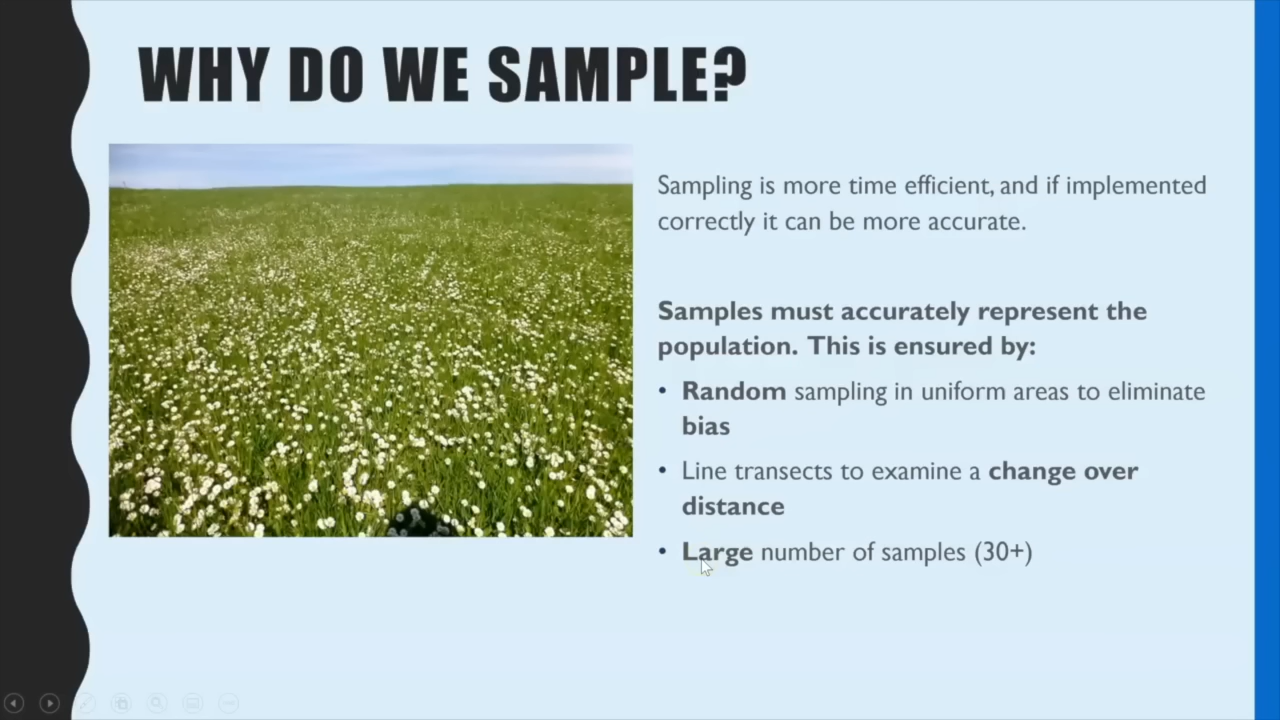 WHY DO WE SAMPLE?
Sampling is more time efficient, and if implemented
correctly it can be more accurate.
Samples must accurately represent the
population. This is ensured by:
• Random sampling in uniform areas to eliminate
bias
• Line transects to examine a change over
distance
• Large number of samples (30+)